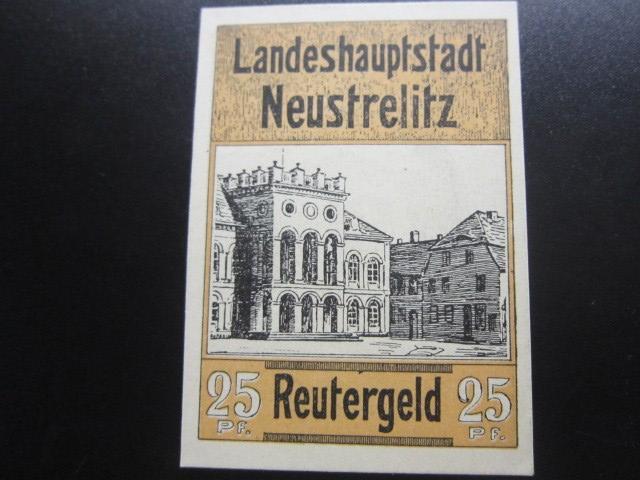 Landeshauptstadt
Neustrelitz
25 Reutergeld 25
Pf. Pf.